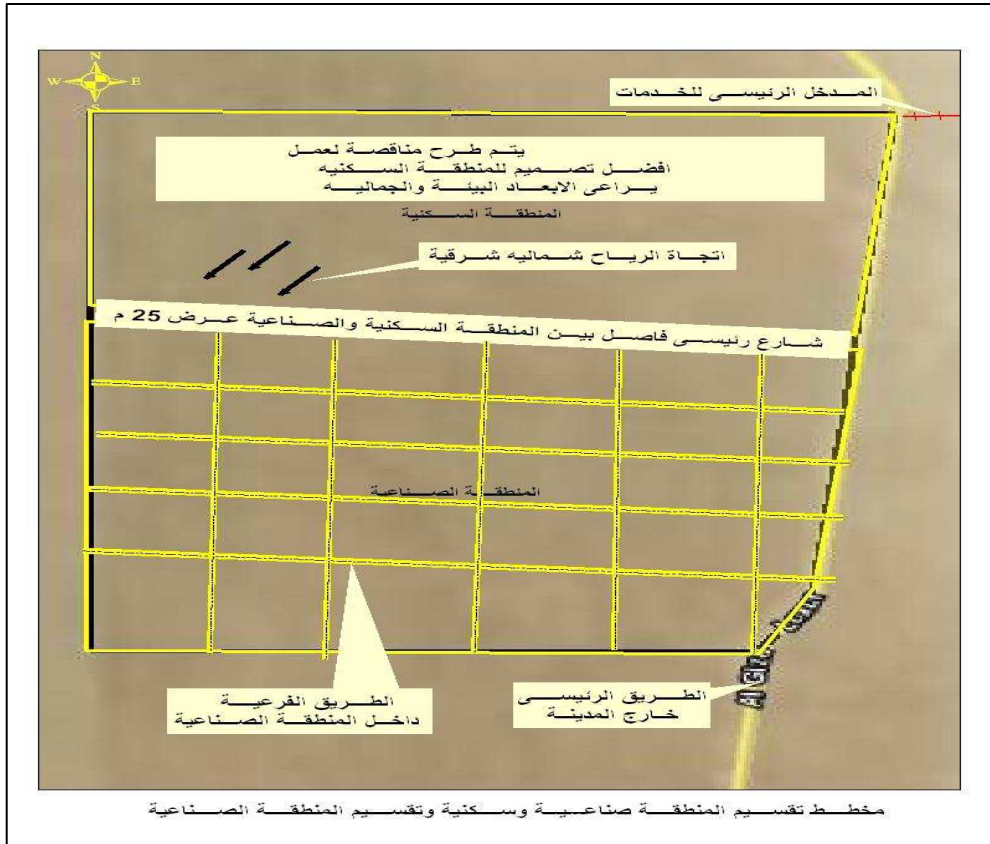 N
W E
S
المدخل الرئيسى للخدمات
يتم طرح مناقصة لعمل
افضل تصميم للمنطقة السكنيه
يراعى الابعاد البيئة والجماليه
المنطقة السكنية
اتجاة الرياح شماليه شرقية
شارع رئيسى فاصل بين المنطقة السكنية والصناعية عرض 25 م
المنطقة الصناعية
الطريق الفرعية
داخل المنطقة الصناعية
الطريق الرئيسى
خارج المدينة
مخطط تقسيم المنطقة صناعية وسكنية وتقسيم المنطقة الصناعية